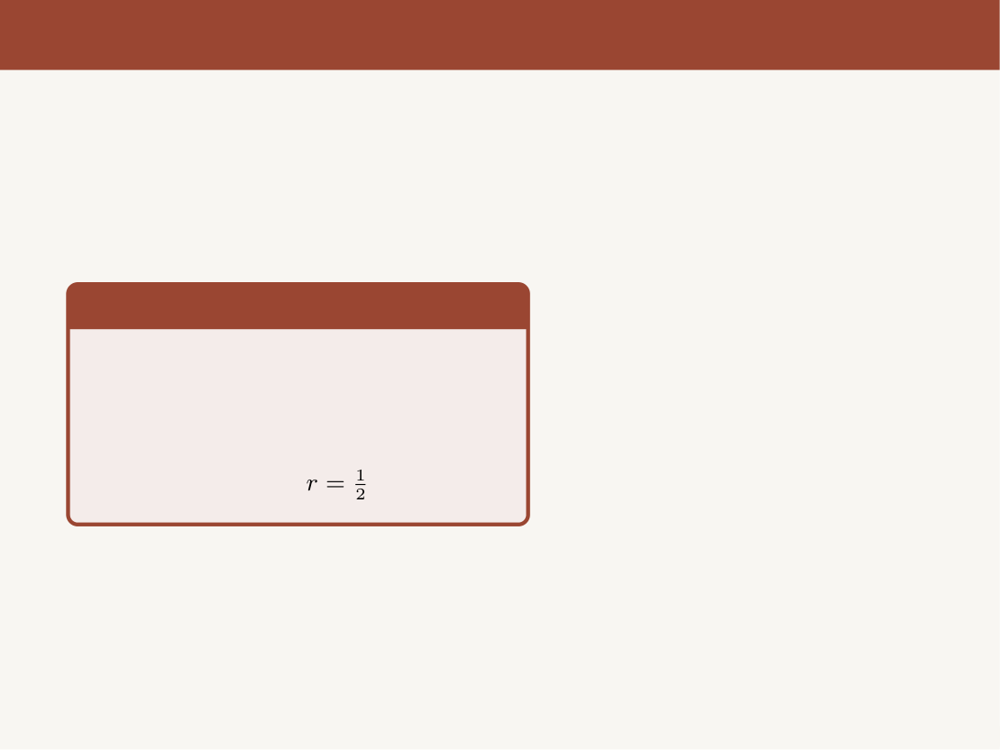 r = 1/2